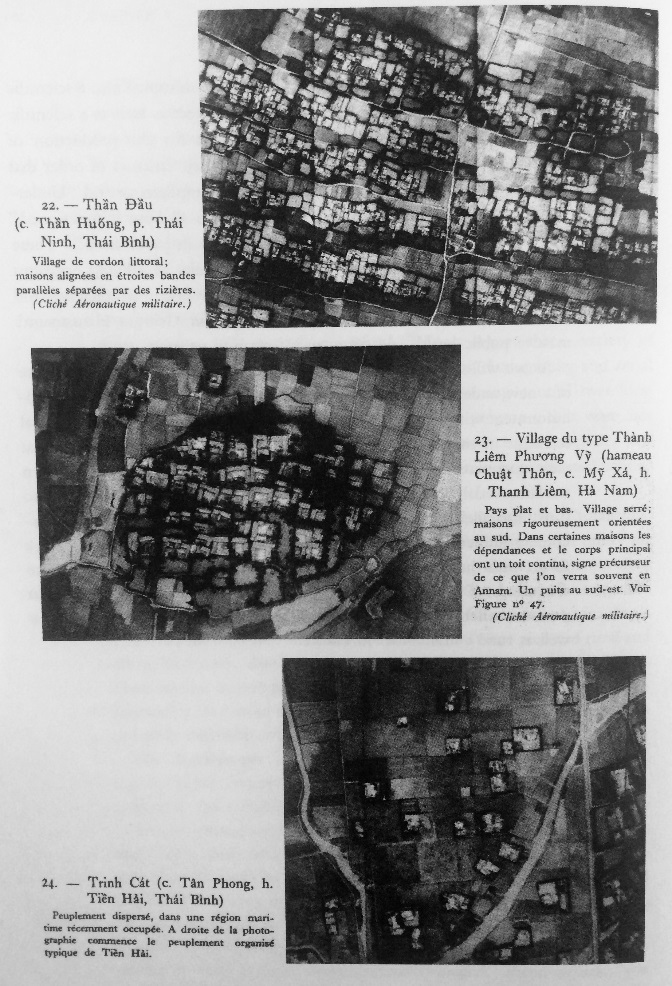 22. — Thần Đầu
(c. Thần Huống, p. Thái
Ninh, Thái Bình)
Village de cordon littoral;
maisons alignées en étroites bandes
parallèles séparées par des rizières.
(Cliché Aéronautique militaire.)
23. — Village du type Thành
Liêm Phương Vỹ (hameau
Chuật Thôn, c. Mỹ Xá, h.
Thanh Liêm, Hà Nam)
Pays plat et bas. Village serré;
maisons rigoureusement orientées
au sud. Dans certaines maisons les
dépendances et le corps principal
ont un toit continu, signe précurseur
de ce que l'on verra souvent en
Annam. Un puits au sud-est. Voir
Figure nº 47.
(Cliché Aéronautique militaire.)
24. — Trinh Cát (c. Tân Phong, h.
Tiền Hải, Thái Bình)
Peuplement dispersé, dans une région mari-
time récemment occupée. A droite de la photo-
graphie commence le peuplement organisé
typique de Tiền Hải.